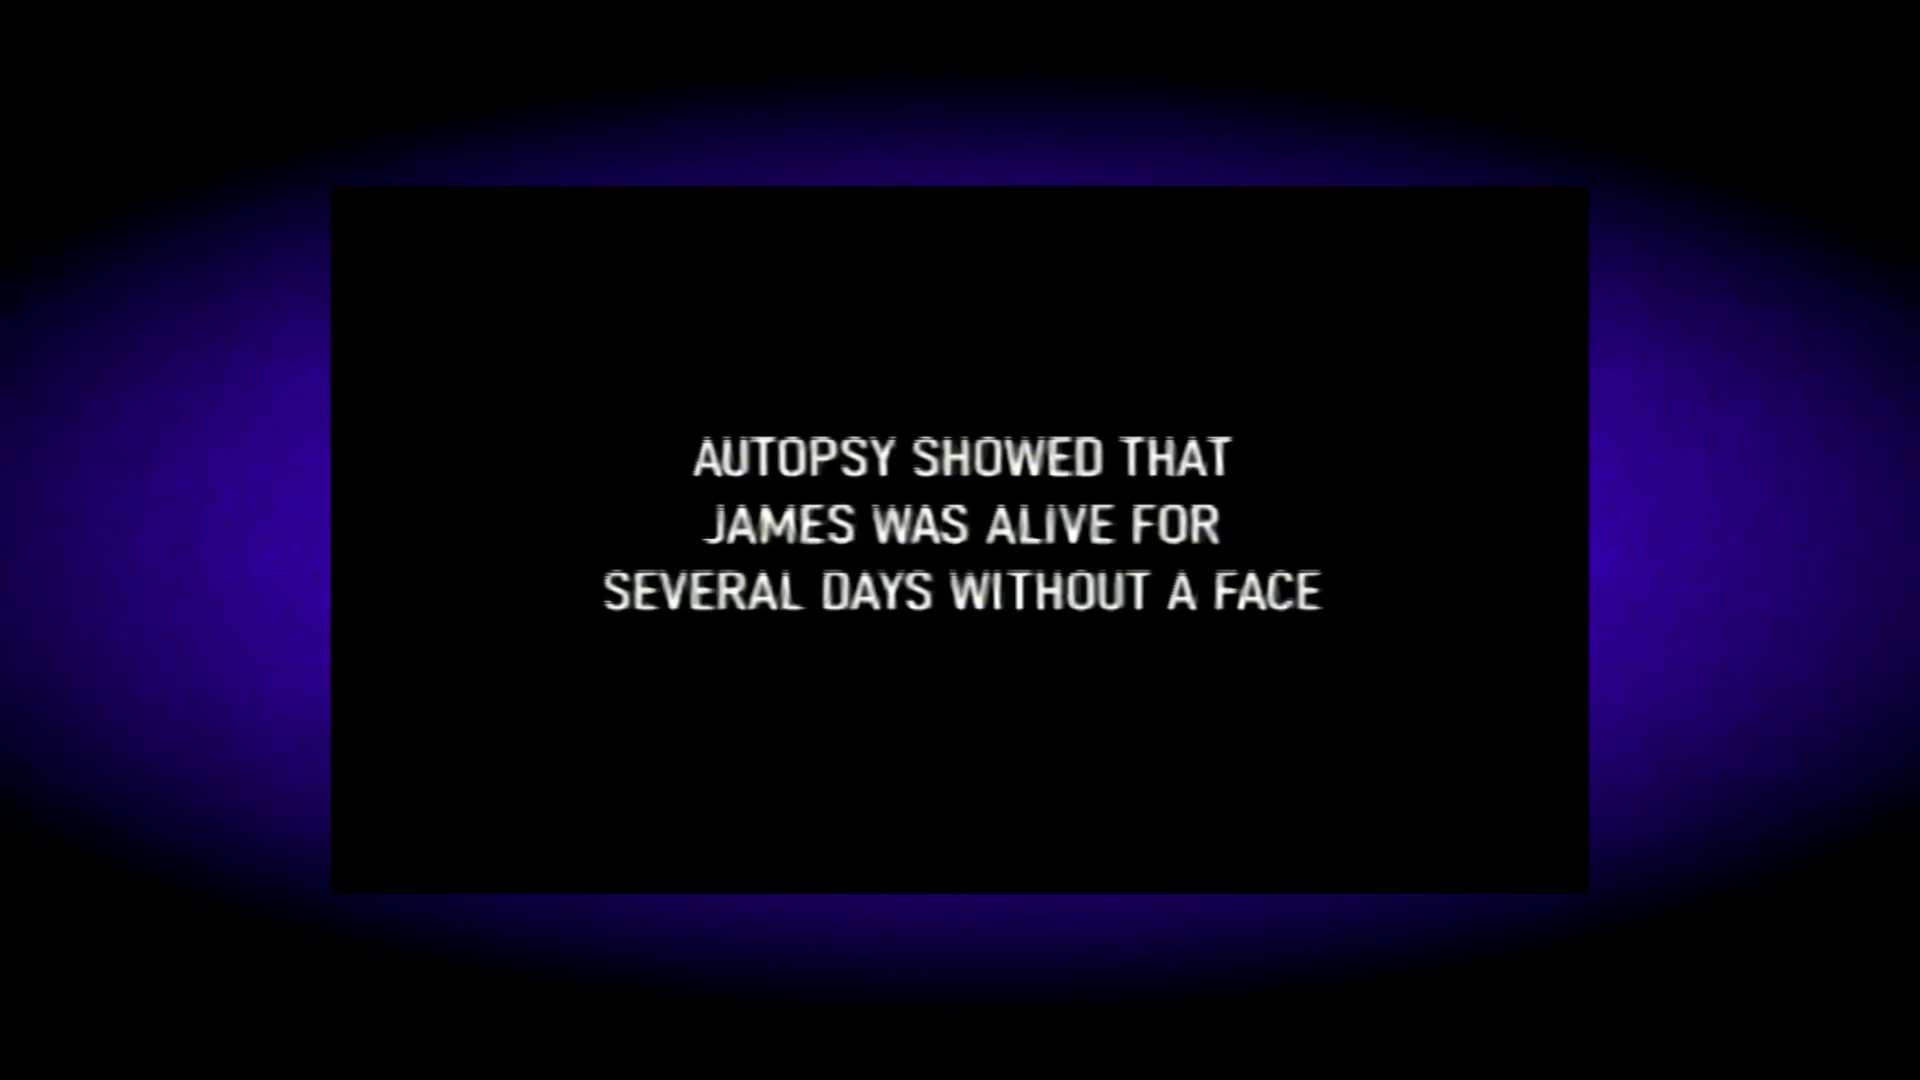 AUTOPSY SHOWED THAT
JAMES WAS ALIVE FOR
SEVERAL DAYS WITHOUT A FACE